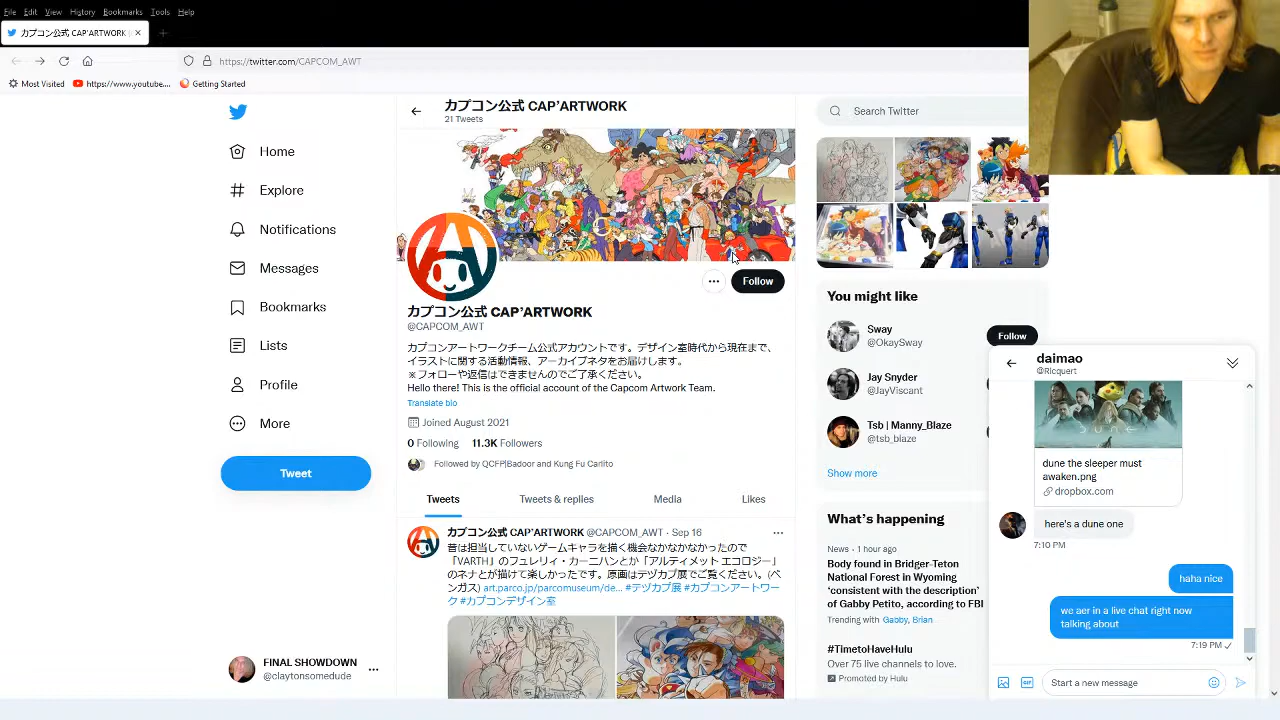 File Edit View History Bookmarks Tools Help
カプコン公式 CAP'ARTWORK
https://twitter.com/CAPCOM_AWT
Most Visited https://www.youtube.... Getting Started
カプコン公式 CAP'ARTWORK
21 Tweets
Search Twitter
Home
Explore
Notifications
Messages
Bookmarks
Lists
Profile
More
Tweet
FINAL SHOWDOWN
@claytonsomedude
Follow
カプコン公式 CAP'ARTWORK
@CAPCOM_AWT
カプコンアートワークチーム公式アカウントです。デザイン室時代から現在まで、
イラストに関する活動情報、アーカイブネタをお届けします。
※フォローや返信はできませんのでご了承ください。
Hello there! This is the official account of the Capcom Artwork Team.
Translate bio
Joined August 2021
0 Following 11.3K Followers
Followed by QCFP|Badoor and Kung Fu Carlito
Tweets Tweets & replies Media Likes
カプコン公式 CAP'ARTWORK @CAPCOM_AWT · Sep 16
昔は担当していないゲームキャラを描く機会なかなかなかったので
「VARTH」のフュレリィ・カーニハンとか「アルティメット エコロジー」
のネナとか描けて楽しかったです。原画はテヅカプ展でご覧ください。(ベ
ンガス) art.parco.jp/parcomuseum/de... #テヅカプ展 #カプコンアートワー
ク #カプコンデザイン室
You might like
Sway
@OkaySway
Follow
Jay Snyder
@JayViscant
Tsb | Manny_Blaze
@tsb_blaze
Show more
What's happening
News · 1 hour ago
Body found in Bridger-Teton
National Forest in Wyoming
'consistent with the description'
of Gabby Petito, according to FBI
Trending with Gabby, Brian
#TimetoHaveHulu
Over 75 live channels to love.
Promoted by Hulu
daimao
@Ricquert
DUNE
dune the sleeper must
awaken.png
dropbox.com
here's a dune one
7:10 PM
haha nice
we aer in a live chat right now
talking about
7:19 PM
Start a new message